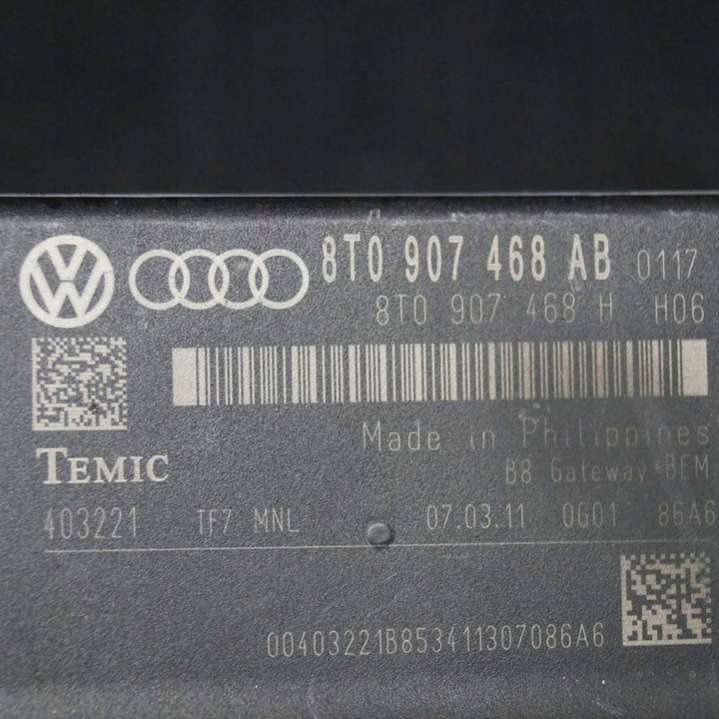 8T0 907 468 AB 0117
8T0 907 468 H H06
Made in Philippines
TEMIC
B8 Gateway-BEM
403221 TF7 MNL 07.03.11 0G01 86A6
00403221B853411307086A6